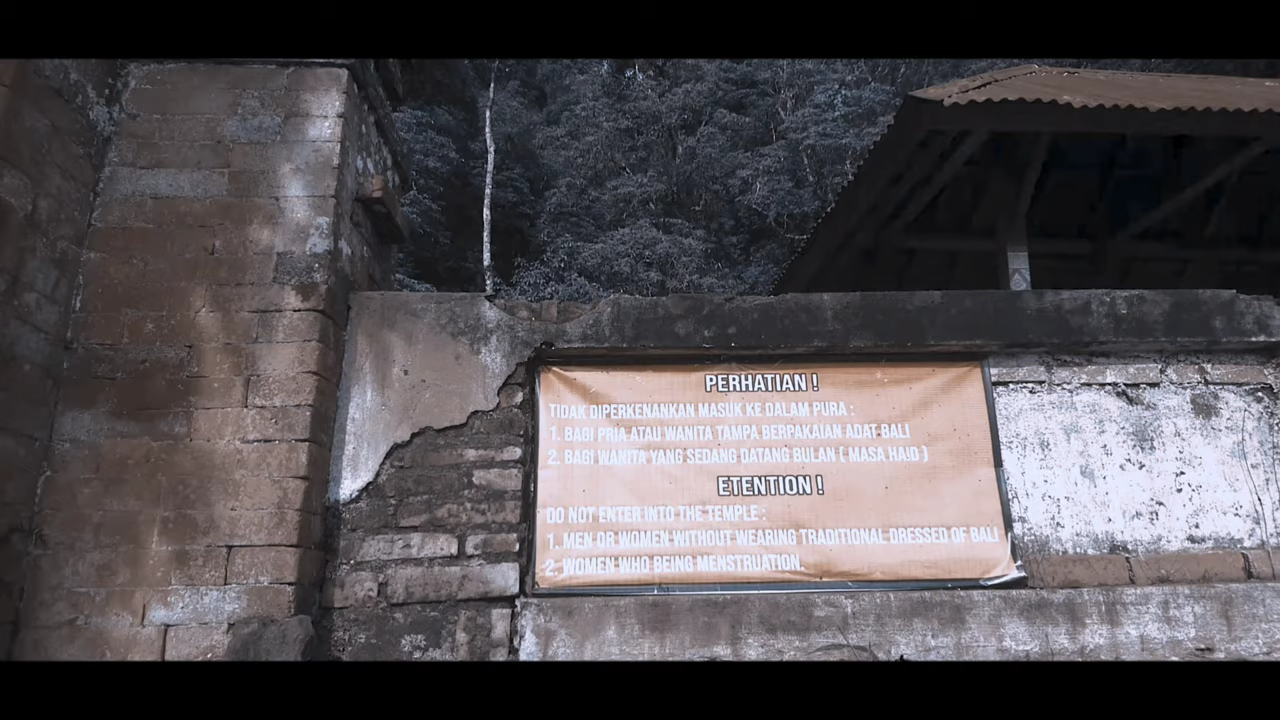 PERHATIAN !
TIDAK DIPERKENANKAN MASUK KE DALAM PURA :
1. BAGI PRIA ATAU WANITA TAMPA BERPAKAIAN ADAT BALI
2. BAGI WANITA YANG SEDANG DATANG BULAN ( MASA HAID )
ETENTION !
DO NOT ENTER INTO THE TEMPLE :
1. MEN OR WOMEN WITHOUT WEARING TRADITIONAL DRESSED OF BALI
2. WOMEN WHO BEING MENSTRUATION.